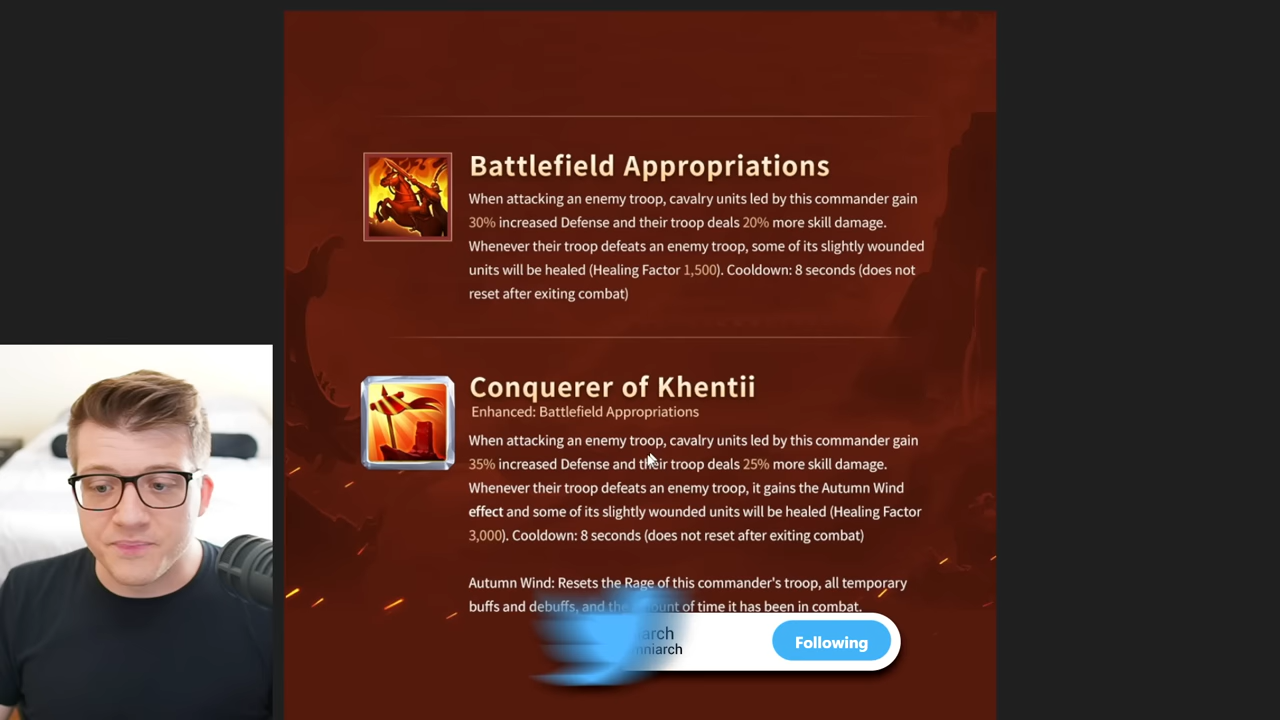 Battlefield Appropriations
When attacking an enemy troop, cavalry units led by this commander gain
30% increased Defense and their troop deals 20% more skill damage.
Whenever their troop defeats an enemy troop, some of its slightly wounded
units will be healed (Healing Factor 1,500). Cooldown: 8 seconds (does not
reset after exiting combat)
Conquerer of Khentii
Enhanced: Battlefield Appropriations
When attacking an enemy troop, cavalry units led by this commander gain
35% increased Defense and their troop deals 25% more skill damage.
Whenever their troop defeats an enemy troop, it gains the Autumn Wind
effect and some of its slightly wounded units will be healed (Healing Factor
3,000). Cooldown: 8 seconds (does not reset after exiting combat)
Autumn Wind: Resets the Rage of this commander's troop, all temporary
buffs and debuffs, and the amount of time it has been in combat.
Following